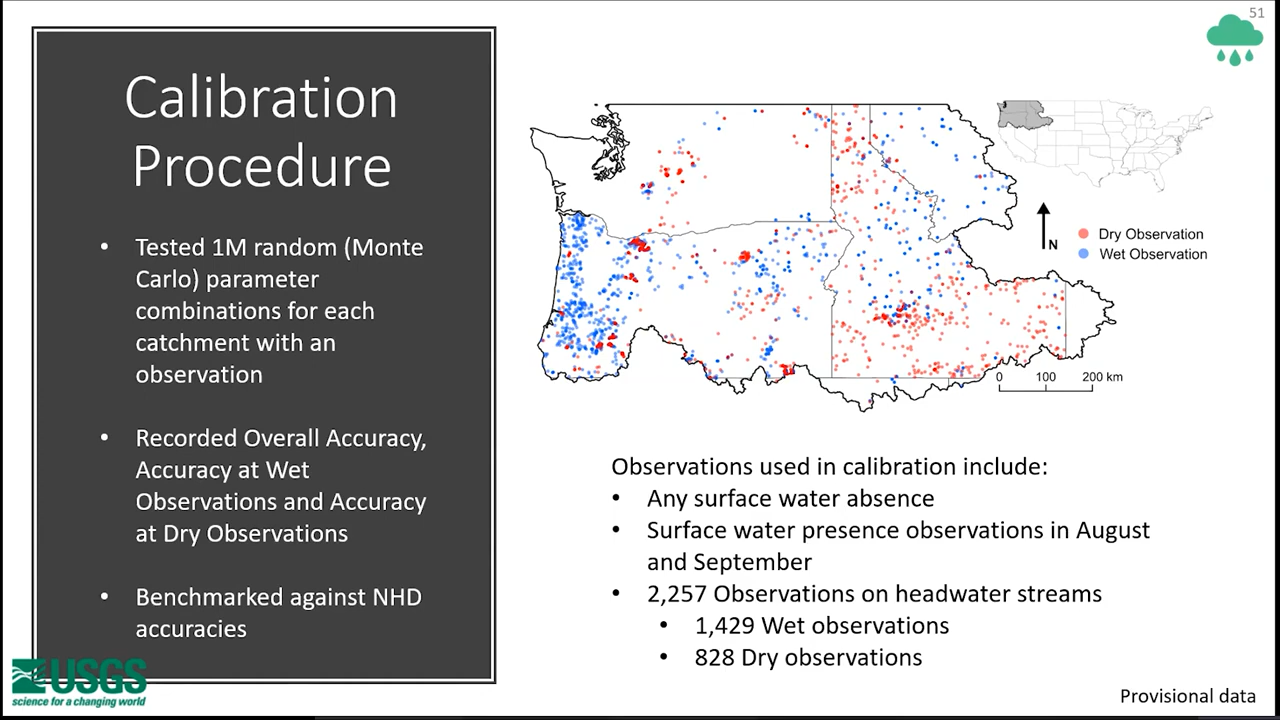 51
Calibration
Procedure
• Tested 1M random (Monte
Carlo) parameter
combinations for each
catchment with an
observation
• Recorded Overall Accuracy,
Accuracy at Wet
Observations and Accuracy
at Dry Observations
• Benchmarked against NHD
accuracies
USGS
science for a changing world
N
Dry Observation
Wet Observation
0 100 200 km
Observations used in calibration include:
• Any surface water absence
• Surface water presence observations in August
and September
• 2,257 Observations on headwater streams
• 1,429 Wet observations
• 828 Dry observations
Provisional data